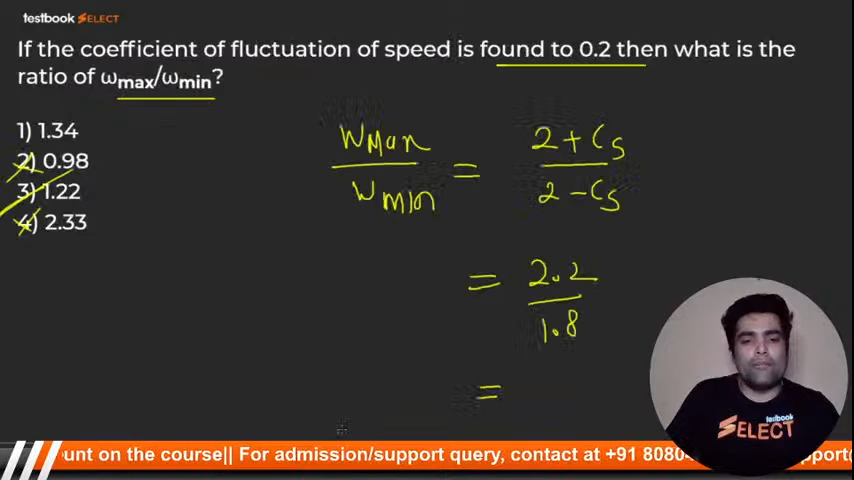 testbook SELECT
If the coefficient of fluctuation of speed is found to 0.2 then what is the
ratio of ωmax/ωmin?
1) 1.34
2) 0.98
3) 1.22
4) 2.33
WMax / WMin = 2 + Cs / 2 - Cs
= 2.2 / 1.8
=
testbook
SELECT
ount on the course|| For admission/support query, contact at +91 8080